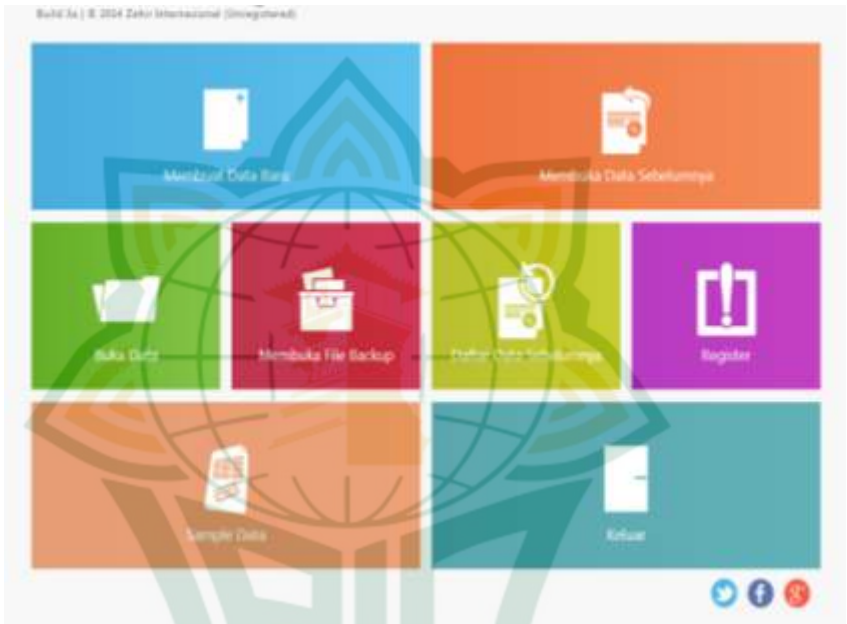 Build 3a | © 2014 Zahir Internasional (Unregistered)
Membuat Data Baru
Membuka Data Sebelumnya
Buka Data
Membuka File Backup
Daftar Data Sebelumnya
Register
Sample Data
Keluar